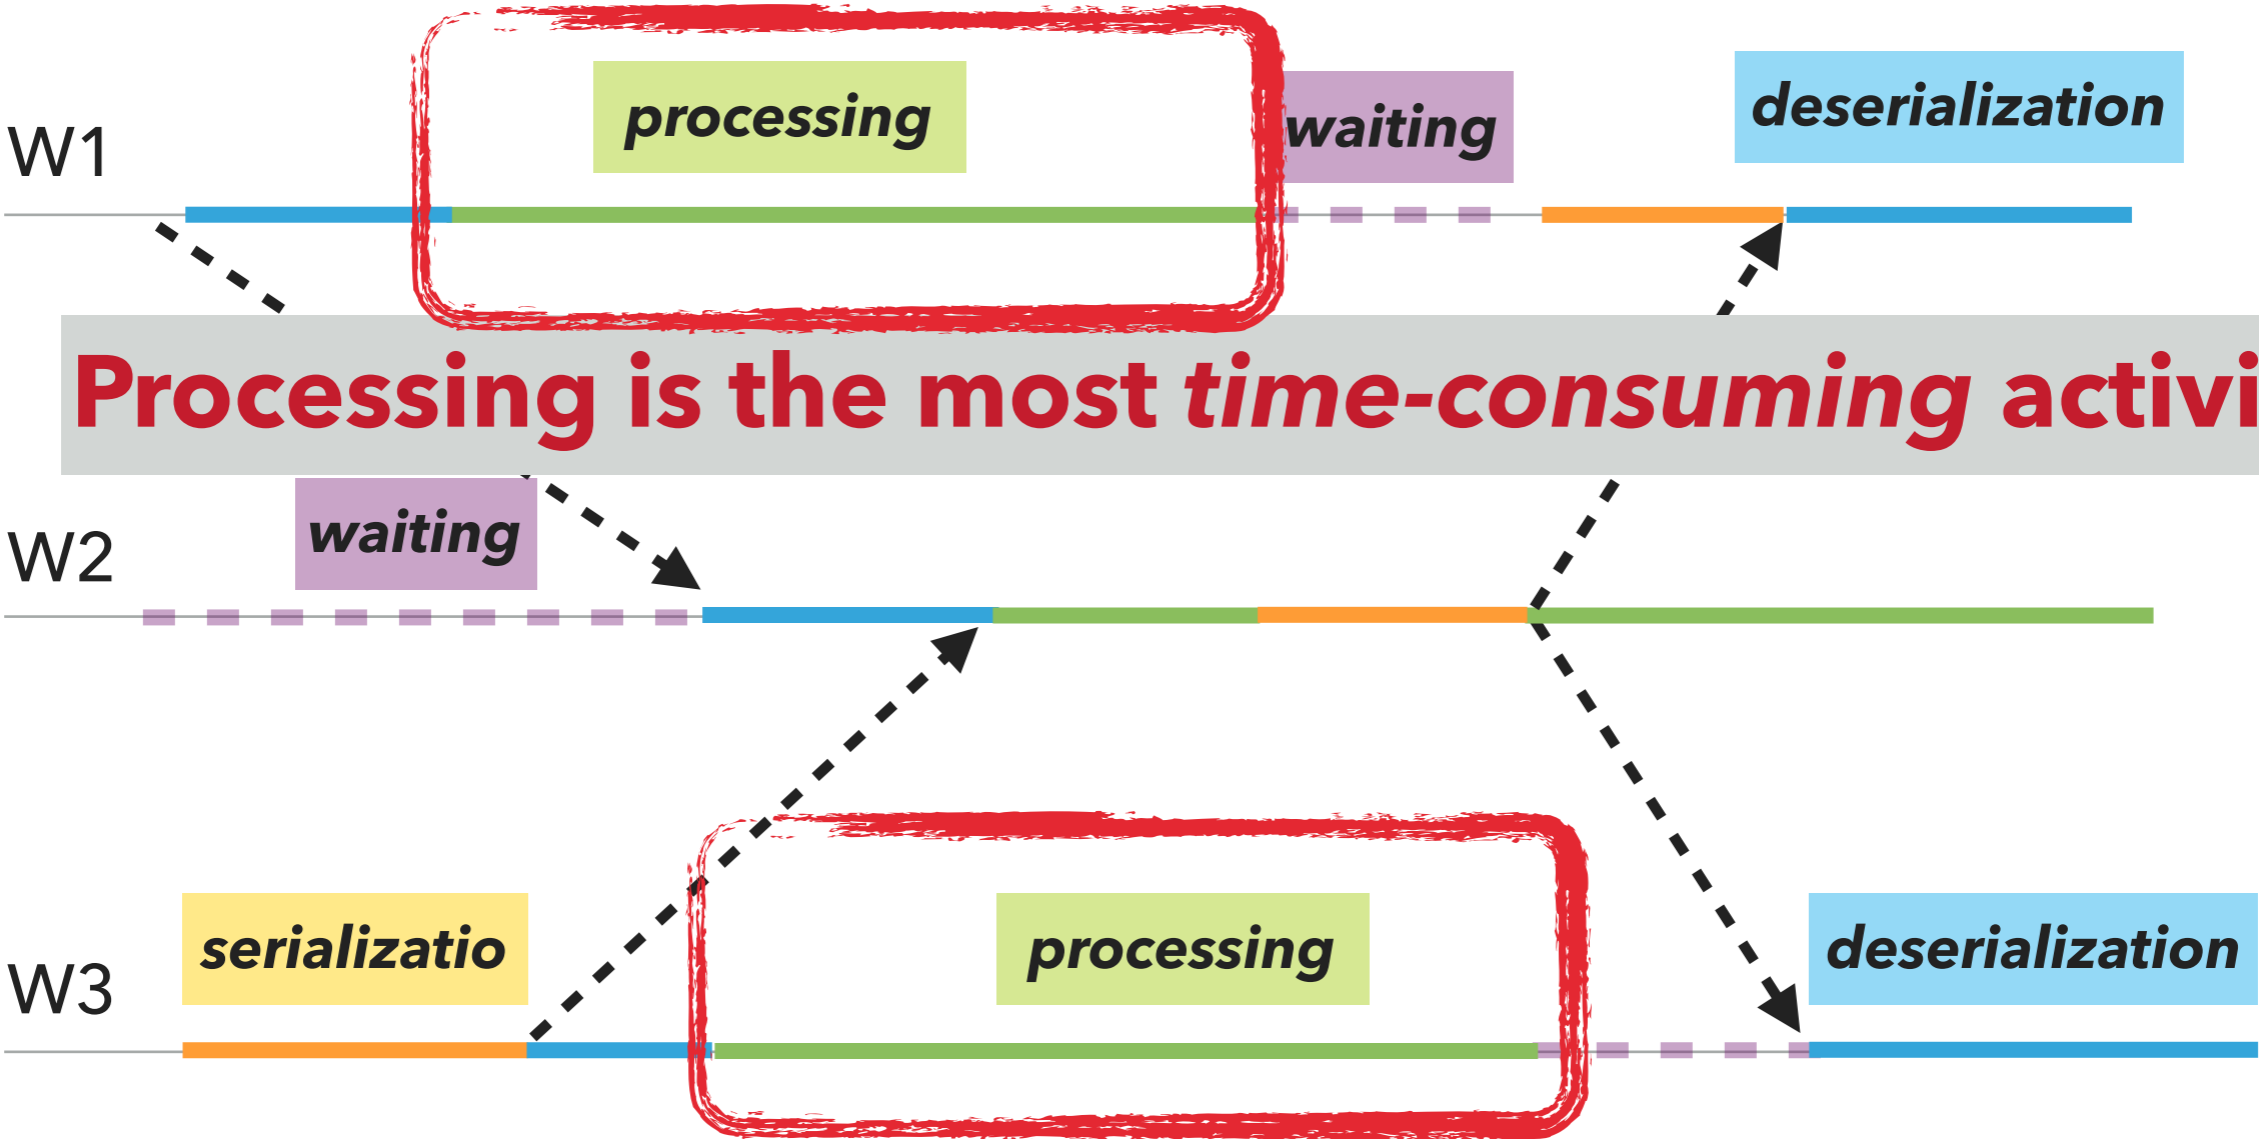 processing
waiting
deserialization
W1
Processing is the most time-consuming activi
waiting
W2
serializatio
processing
deserialization
W3